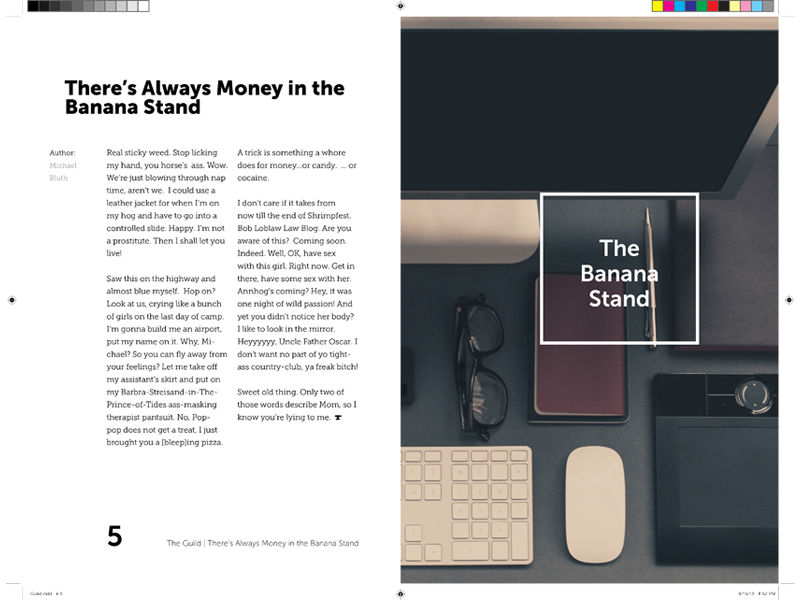 There's Always Money in the
Banana Stand
Author:
Michael
Bluth
Real sticky weed. Stop licking
my hand, you horse's  ass. Wow.
We're just blowing through nap
time, aren't we.  I could use a
leather jacket for when I'm on
my hog and have to go into a
controlled slide. Happy. I'm not
a prostitute. Then I shall let you
live!
Saw this on the highway and
almost blue myself.  Hop on?
Look at us, crying like a bunch
of girls on the last day of camp.
I'm gonna build me an airport,
put my name on it. Why, Mi-
chael? So you can fly away from
your feelings? Let me take off
my assistant's skirt and put on
my Barbra-Streisand-in-The-
Prince-of-Tides ass-masking
therapist pantsuit. No, Pop-
pop does not get a treat, I just
brought you a [bleep]ing pizza.
A trick is something a whore
does for money...or candy.  ... or
cocaine.
I don't care if it takes from
now till the end of Shrimpfest.
Bob Loblaw Law Blog. Are you
aware of this?  Coming soon.
Indeed. Well, OK, have sex
with this girl. Right now. Get in
there, have some sex with her.
Annhog's coming? Hey, it was
one night of wild passion! And
yet you didn't notice her body?
I like to look in the mirror.
Heyyyyyy, Uncle Father Oscar. I
don't want no part of yo tight-
ass country-club, ya freak bitch!
Sweet old thing. Only two of
those words describe Mom, so I
know you're lying to me.
5
The Guild | There's Always Money in the Banana Stand
The
Banana
Stand